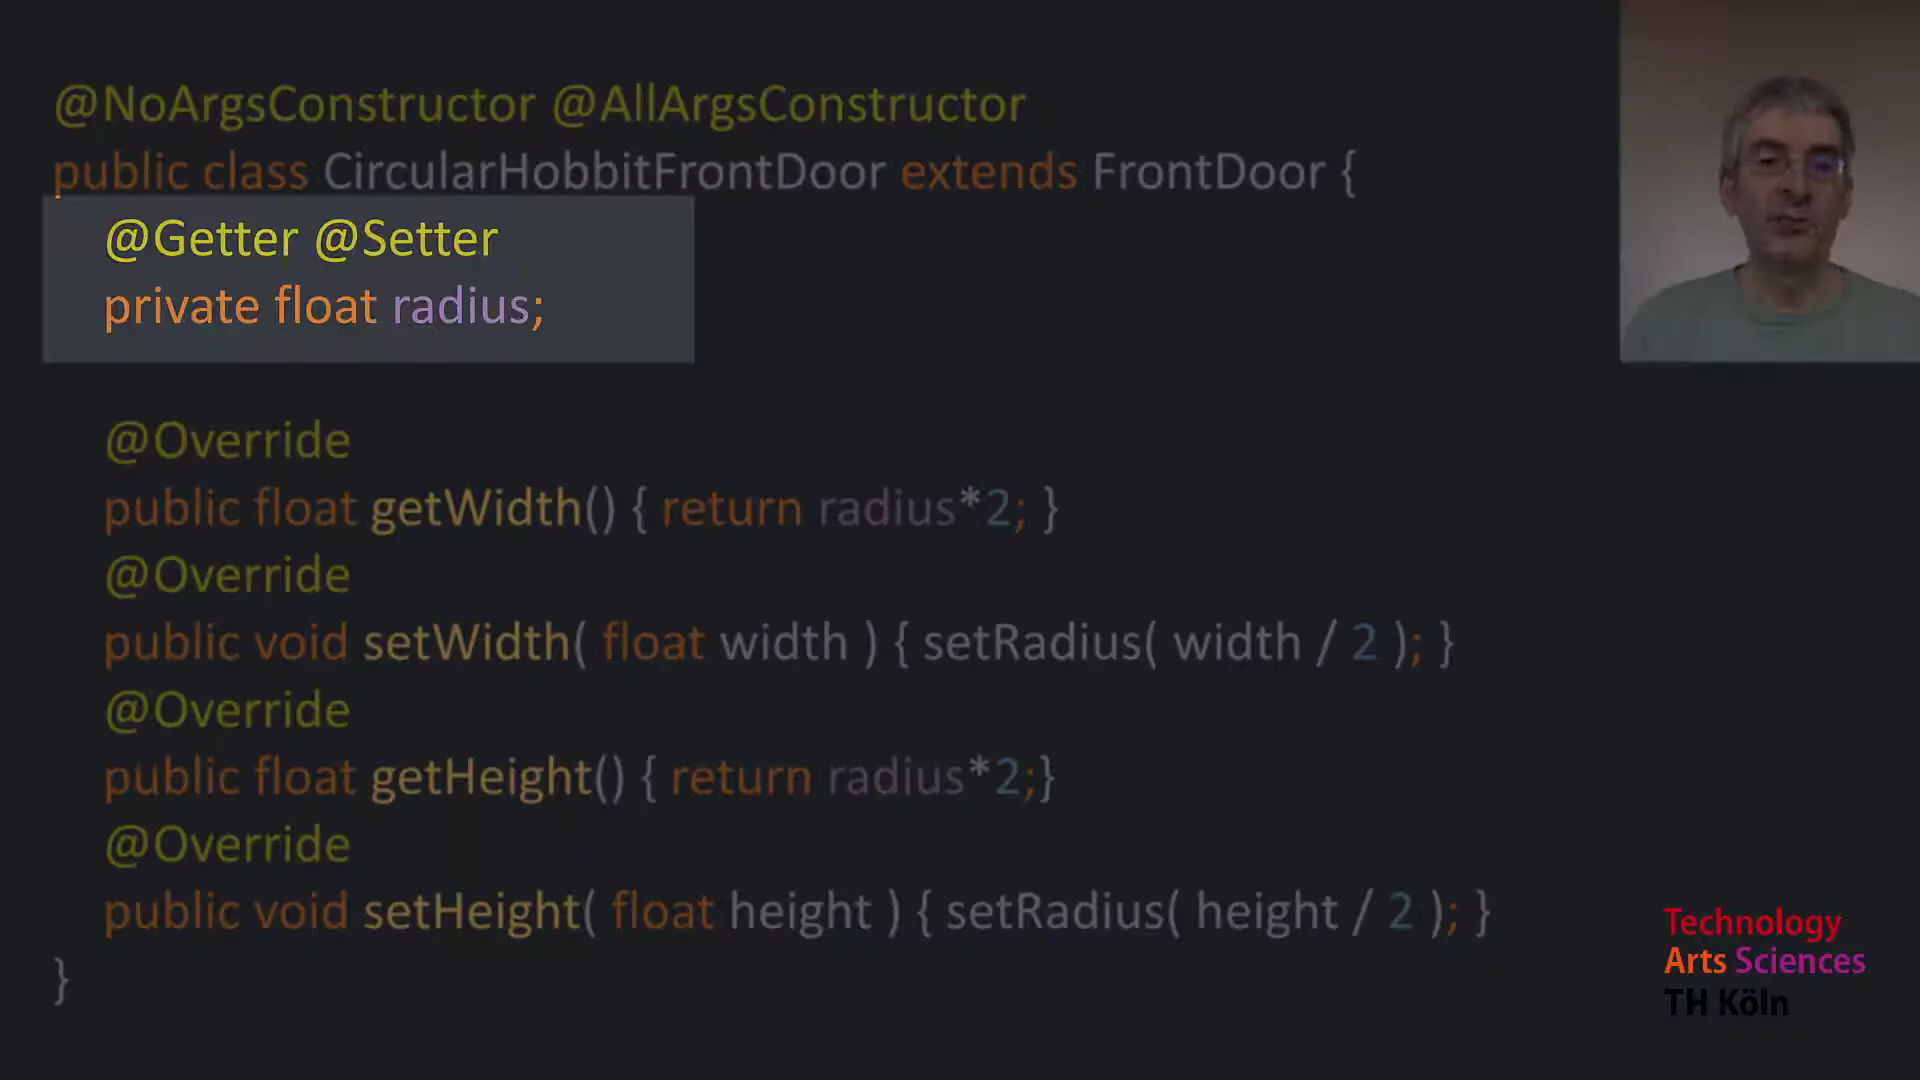 @NoArgsConstructor @AllArgsConstructor
public class CircularHobbitFrontDoor extends FrontDoor {
@Getter @Setter
private float radius;
@Override
public float getWidth() { return radius*2; }
@Override
public void setWidth( float width ) { setRadius( width / 2 ); }
@Override
public float getHeight() { return radius*2;}
@Override
public void setHeight( float height ) { setRadius( height / 2 ); }
}
Technology
Arts Sciences
TH Köln